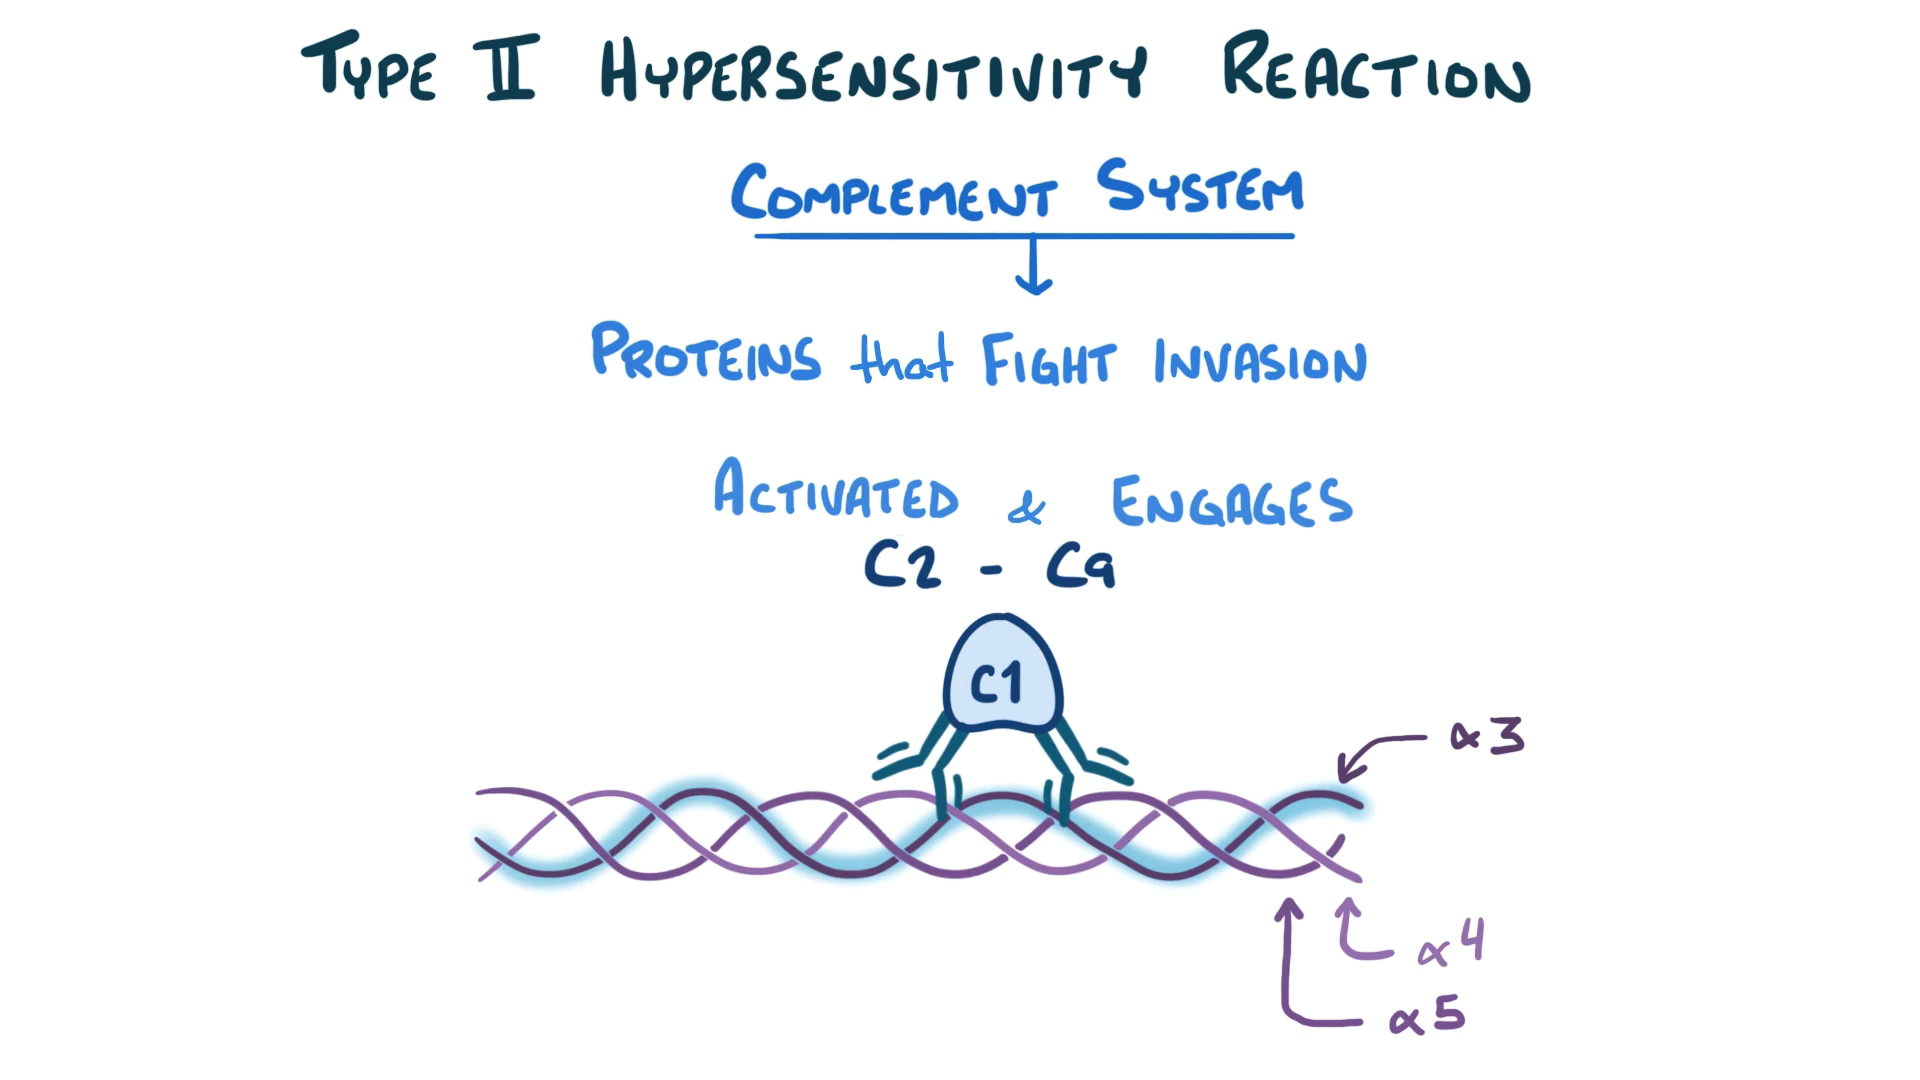 TYPE II HYPERSENSITIVITY REACTION
COMPLEMENT SYSTEM
PROTEINS that FIGHT INVASION
ACTIVATED & ENGAGES
C2 - C9
C1
α3
α4
α5